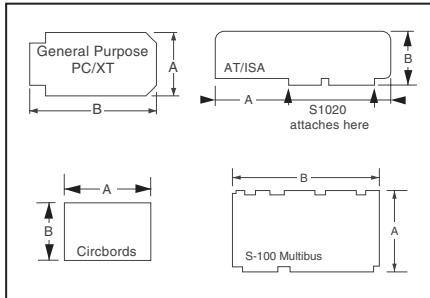 General Purpose
PC/XT
A
B
AT/ISA
B
A
S1020
attaches here
A
B
Circbords
B
A
S-100 Multibus